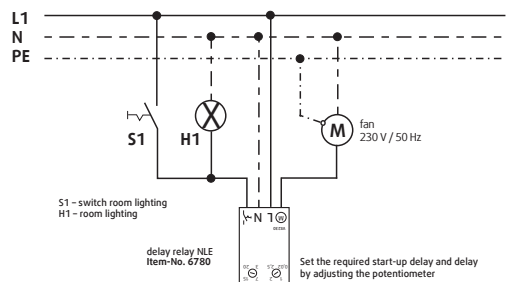 L1
N
PE
S1
H1
M
fan
230 V / 50 Hz
S1 – switch room lighting
H1 – room lighting
N L M
delay relay NLE
Item-No. 6780
Set the required start-up delay and delay
by adjusting the potentiometer